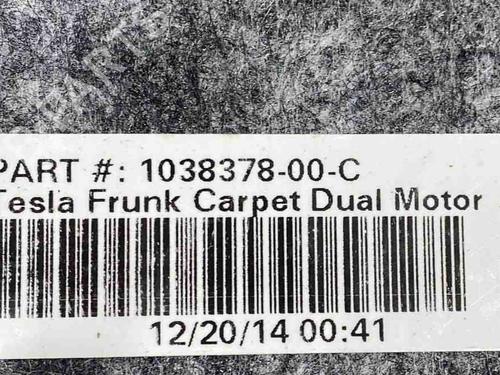 PART #: 1038378-00-C
Tesla Frunk Carpet Dual Motor
12/20/14 00:41